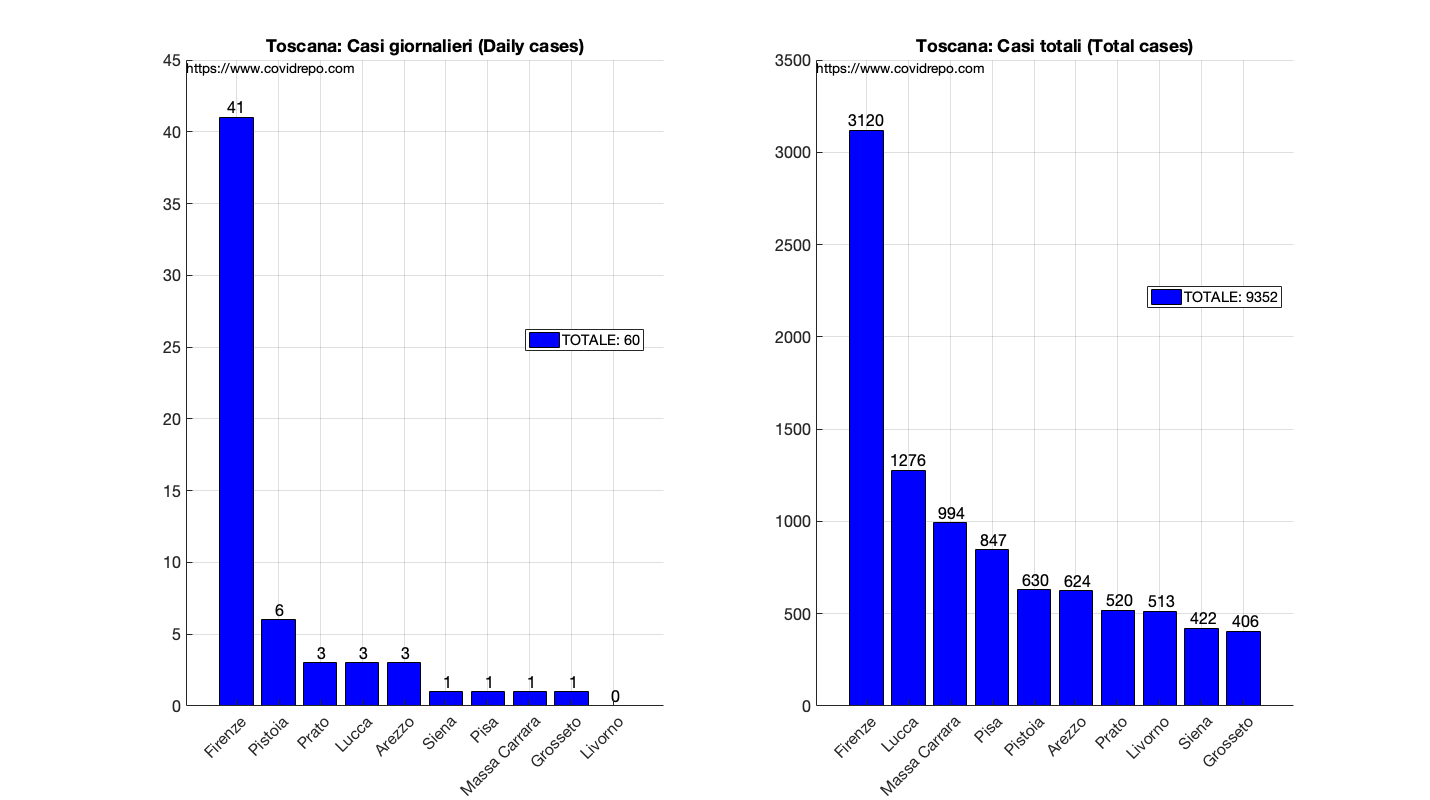 Toscana: Casi giornalieri (Daily cases)
https://www.covidrepo.com
45
40
35
30
25
20
15
10
5
0
41
6
3
3
3
1
1
1
1
0
TOTALE: 60
Firenze
Pistoia
Prato
Lucca
Arezzo
Siena
Pisa
Massa Carrara
Grosseto
Livorno
Toscana: Casi totali (Total cases)
https://www.covidrepo.com
3500
3000
2500
2000
1500
1000
500
0
3120
1276
994
847
630
624
520
513
422
406
TOTALE: 9352
Firenze
Lucca
Massa Carrara
Pisa
Pistoia
Arezzo
Prato
Livorno
Siena
Grosseto